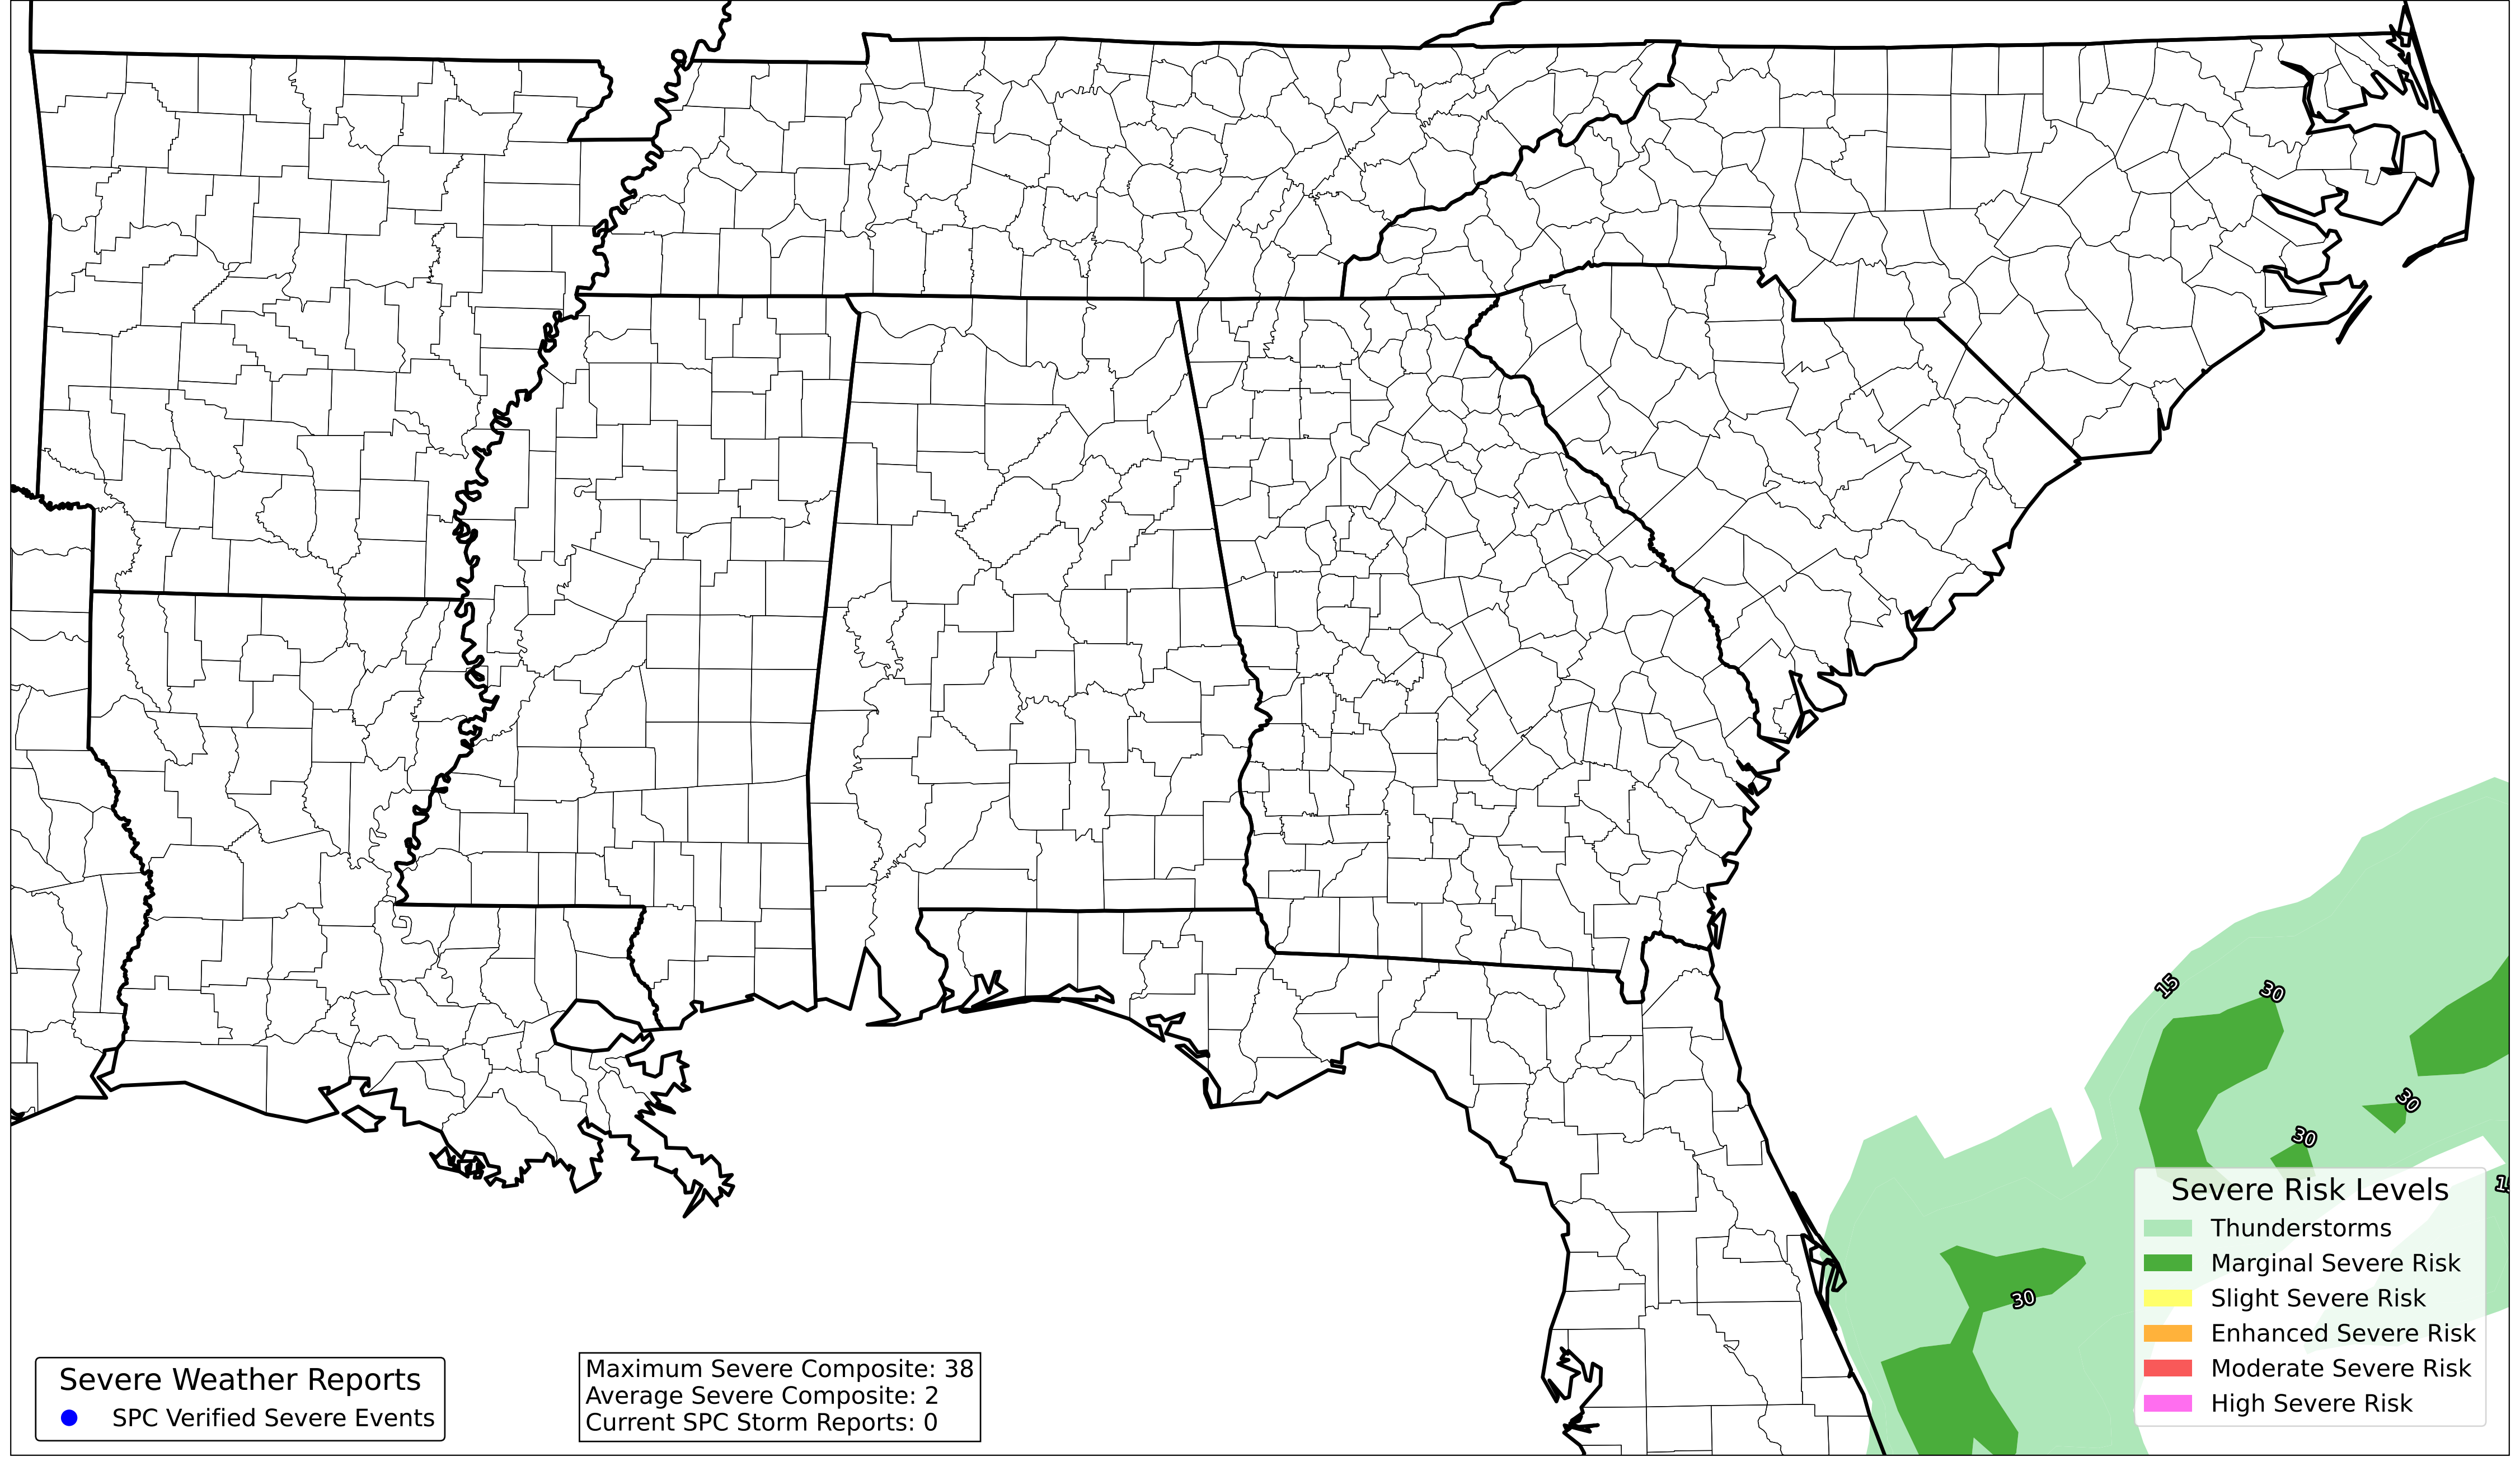 15
30
30
30
15
30
Severe Risk Levels
Thunderstorms
Marginal Severe Risk
Slight Severe Risk
Enhanced Severe Risk
Moderate Severe Risk
High Severe Risk
Maximum Severe Composite: 38
Average Severe Composite: 2
Current SPC Storm Reports: 0
Severe Weather Reports
SPC Verified Severe Events